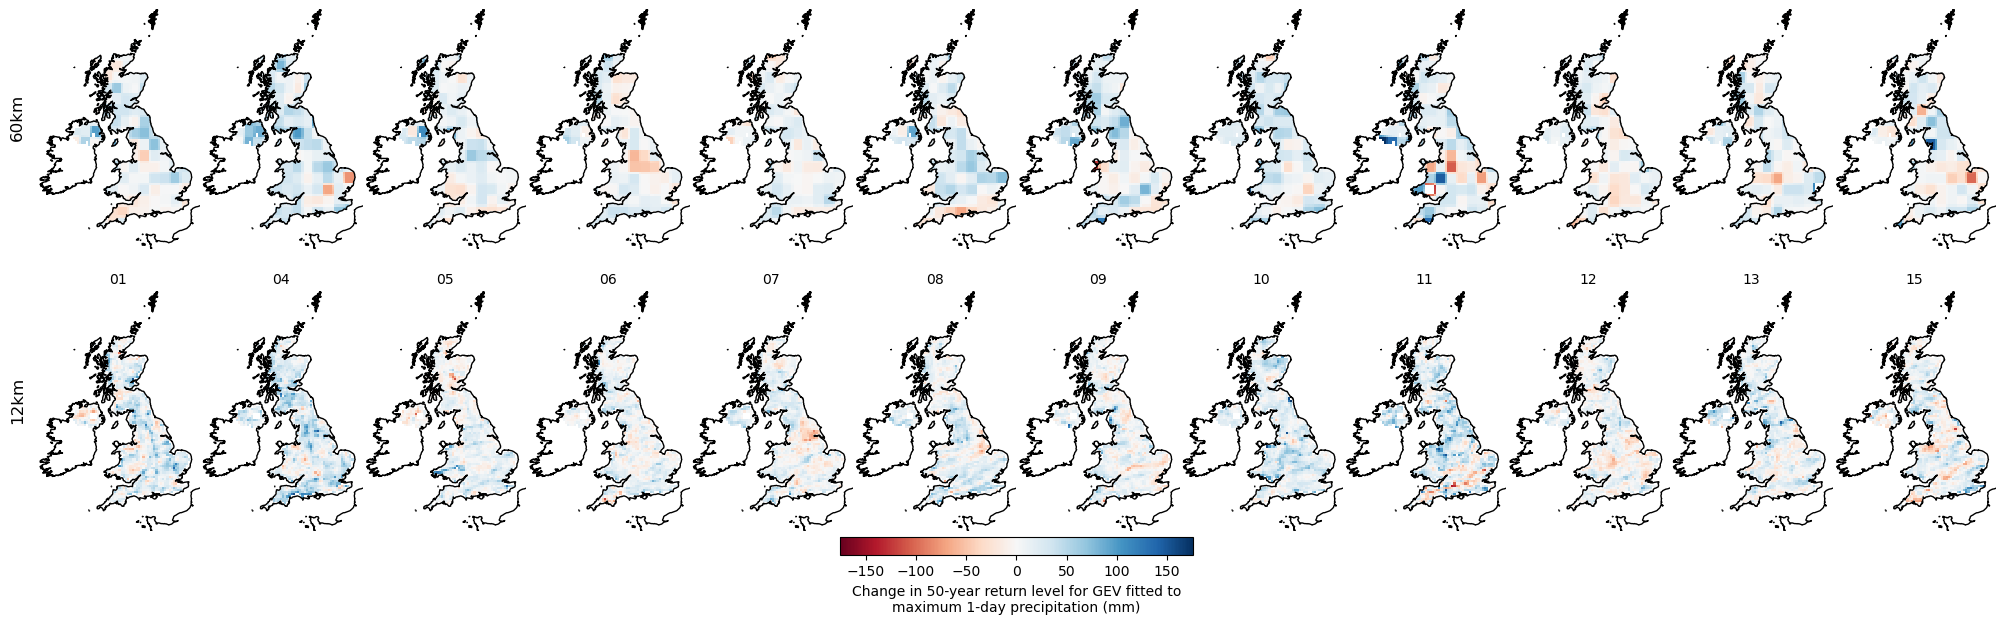 60km
01 04 05 06 07 08 09 10 11 12 13 15
12km
−150 −100 −50 0 50 100 150
Change in 50-year return level for GEV fitted to
maximum 1-day precipitation (mm)